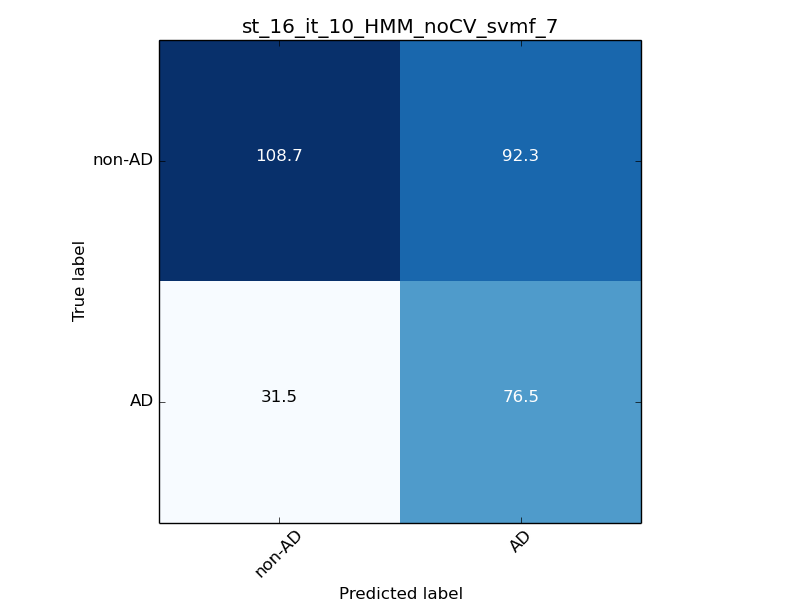 st_16_it_10_HMM_noCV_svmf_7
non-AD
108.7
92.3
True label
AD
31.5
76.5
non-AD
AD
Predicted label